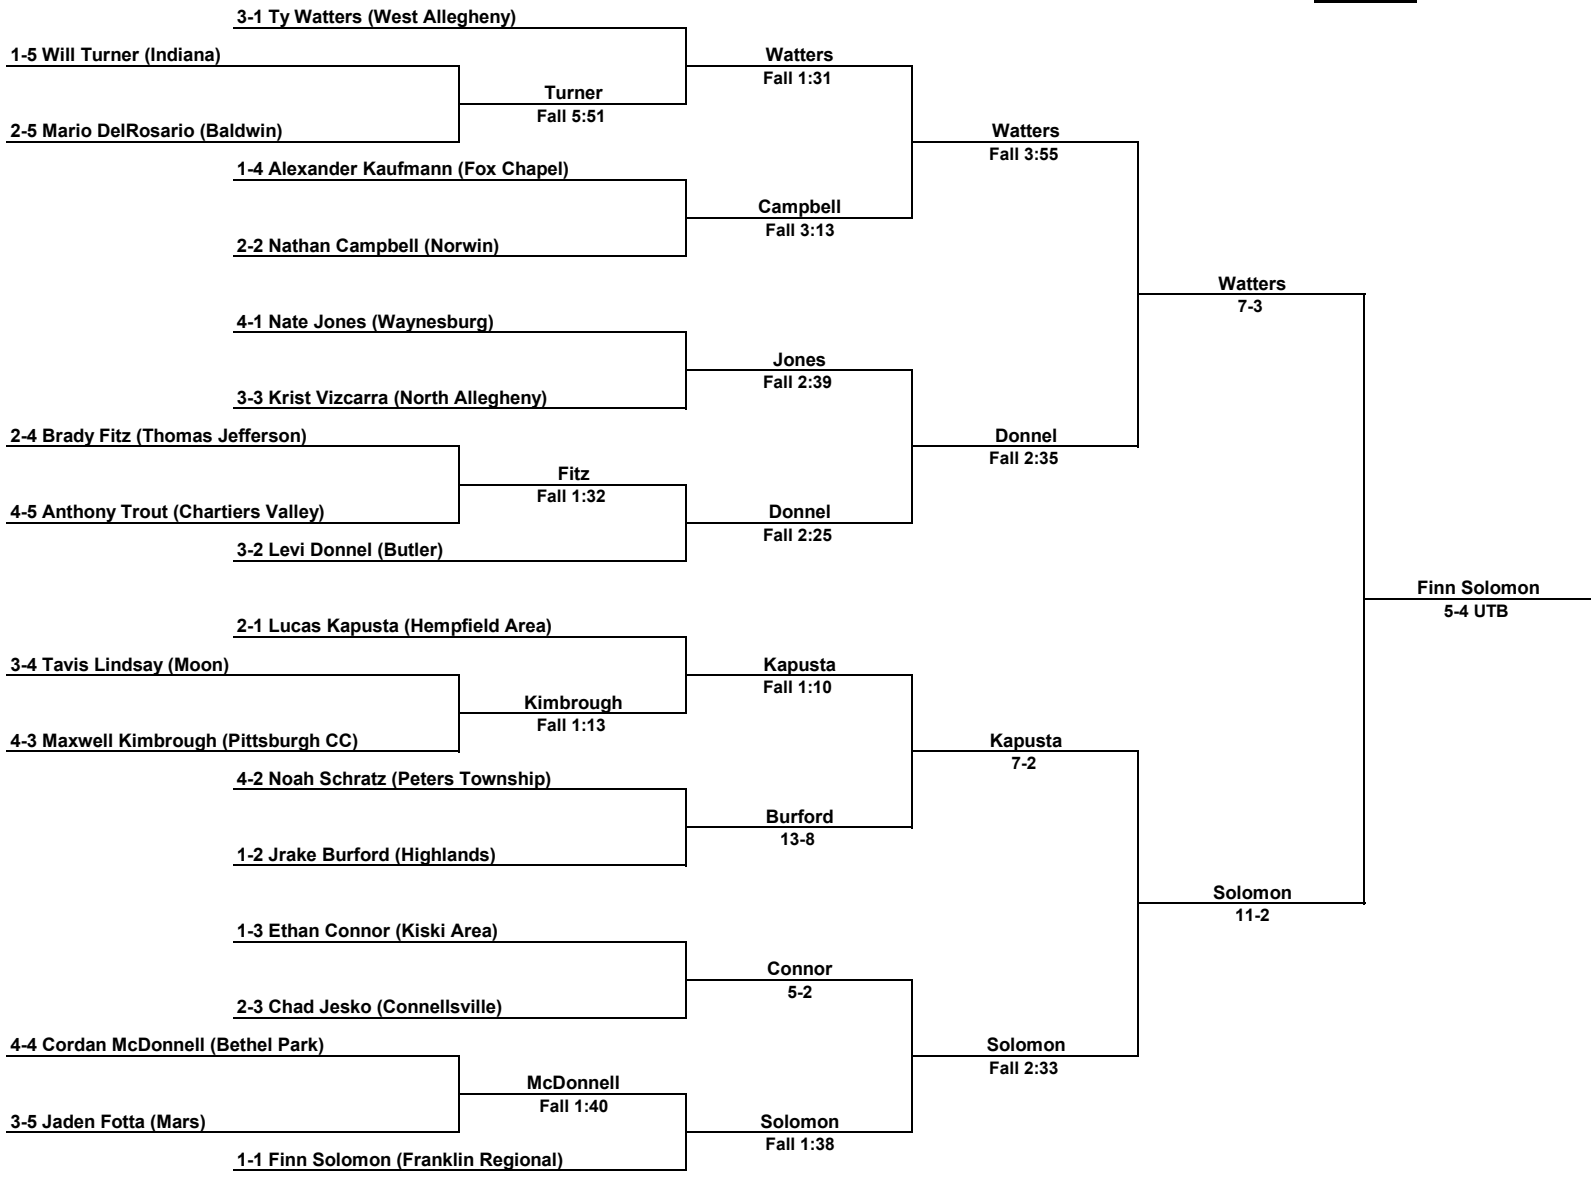 3-1 Ty Watters (West Allegheny)
1-5 Will Turner (Indiana)
Watters
Fall 1:31
Turner
Fall 5:51
2-5 Mario DelRosario (Baldwin)
Watters
Fall 3:55
1-4 Alexander Kaufmann (Fox Chapel)
Campbell
Fall 3:13
2-2 Nathan Campbell (Norwin)
Watters
7-3
4-1 Nate Jones (Waynesburg)
Jones
Fall 2:39
3-3 Krist Vizcarra (North Allegheny)
2-4 Brady Fitz (Thomas Jefferson)
Donnel
Fall 2:35
Fitz
Fall 1:32
4-5 Anthony Trout (Chartiers Valley)
Donnel
Fall 2:25
3-2 Levi Donnel (Butler)
Finn Solomon
5-4 UTB
2-1 Lucas Kapusta (Hempfield Area)
3-4 Tavis Lindsay (Moon)
Kapusta
Fall 1:10
Kimbrough
Fall 1:13
4-3 Maxwell Kimbrough (Pittsburgh CC)
Kapusta
7-2
4-2 Noah Schratz (Peters Township)
Burford
13-8
1-2 Jrake Burford (Highlands)
Solomon
11-2
1-3 Ethan Connor (Kiski Area)
Connor
5-2
2-3 Chad Jesko (Connellsville)
4-4 Cordan McDonnell (Bethel Park)
Solomon
Fall 2:33
McDonnell
Fall 1:40
3-5 Jaden Fotta (Mars)
Solomon
Fall 1:38
1-1 Finn Solomon (Franklin Regional)